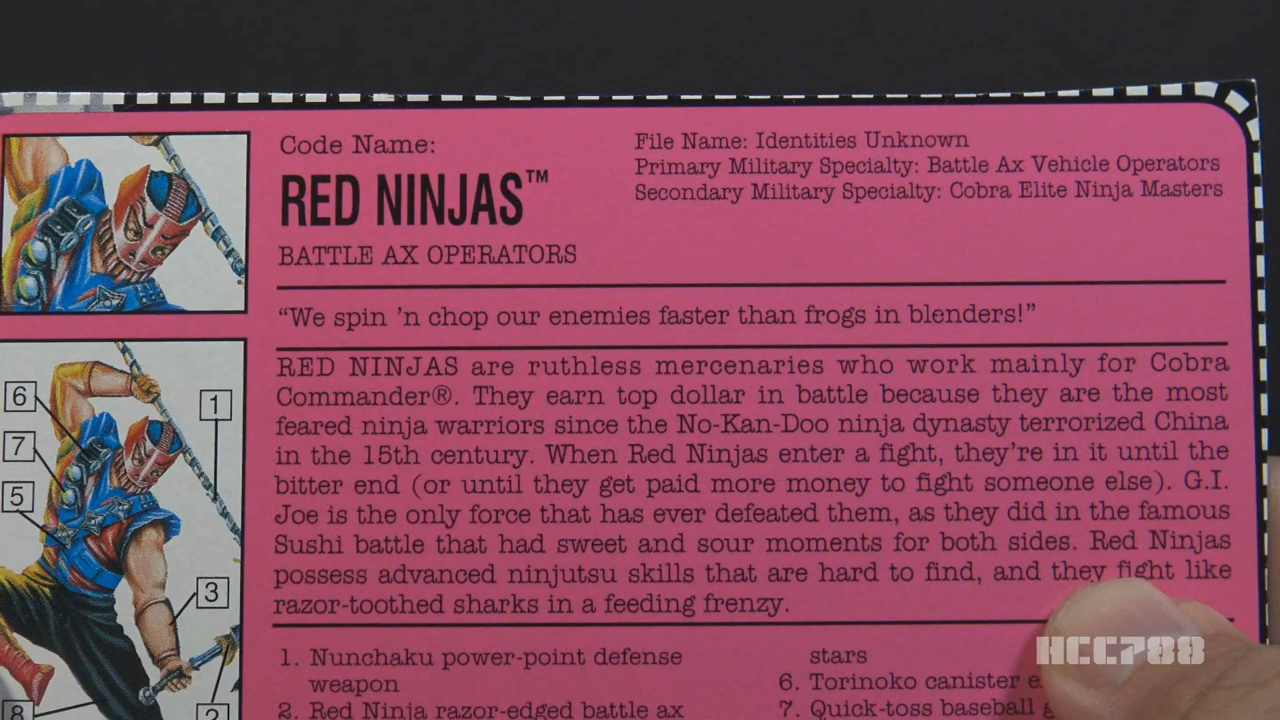 Code Name:
RED NINJAS™
BATTLE AX OPERATORS
File Name: Identities Unknown
Primary Military Specialty: Battle Ax Vehicle Operators
Secondary Military Specialty: Cobra Elite Ninja Masters
“We spin ’n chop our enemies faster than frogs in blenders!”
RED NINJAS are ruthless mercenaries who work mainly for Cobra
Commander®. They earn top dollar in battle because they are the most
feared ninja warriors since the No-Kan-Doo ninja dynasty terrorized China
in the 15th century. When Red Ninjas enter a fight, they’re in it until the
bitter end (or until they get paid more money to fight someone else). G.I.
Joe is the only force that has ever defeated them, as they did in the famous
Sushi battle that had sweet and sour moments for both sides. Red Ninjas
possess advanced ninjutsu skills that are hard to find, and they fight like
razor-toothed sharks in a feeding frenzy.
6
7
5
1
3
8
2
1. Nunchaku power-point defense
weapon
2. Red Ninja razor-edged battle ax
stars
6. Torinoko canister
7. Quick-toss baseball
HCC788